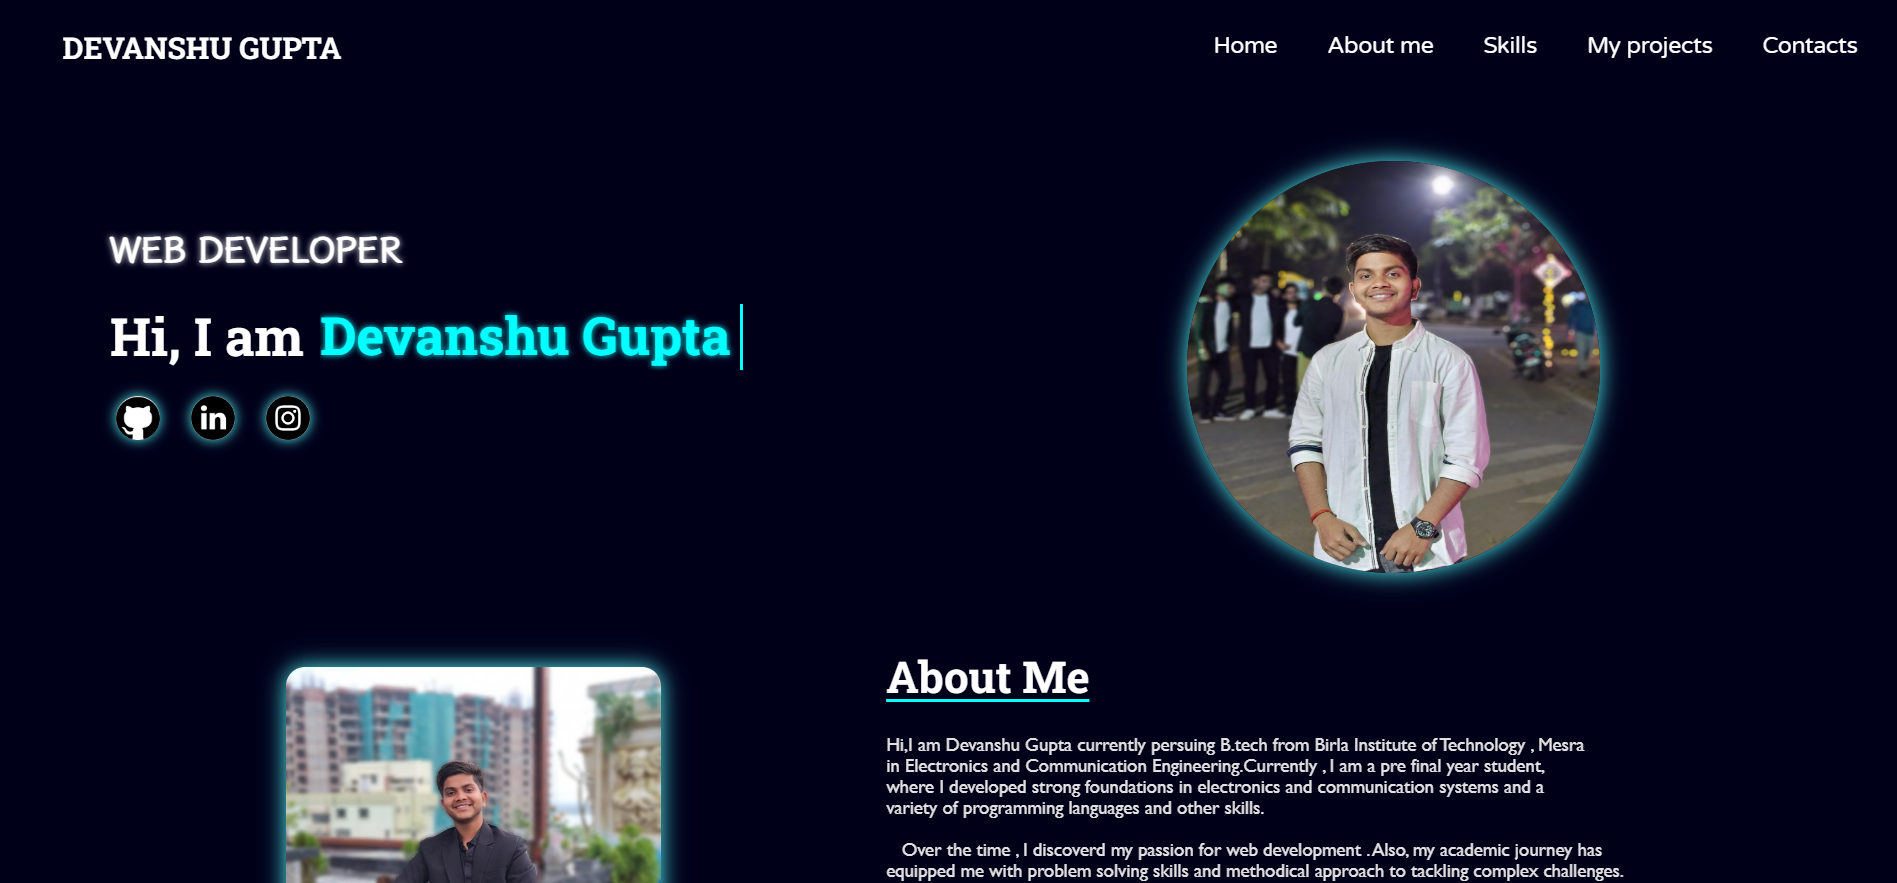 DEVANSHU GUPTA
Home
About me
Skills
My projects
Contacts
WEB DEVELOPER
Hi, I am Devanshu Gupta
in
About Me
Hi,I am Devanshu Gupta currently persuing B.tech from Birla Institute of Technology , Mesra
in Electronics and Communication Engineering.Currently , I am a pre final year student,
where I developed strong foundations in electronics and communication systems and a
variety of programming languages and other skills.
Over the time , I discoverd my passion for web development . Also, my academic journey has
equipped me with problem solving skills and methodical approach to tackling complex challenges.